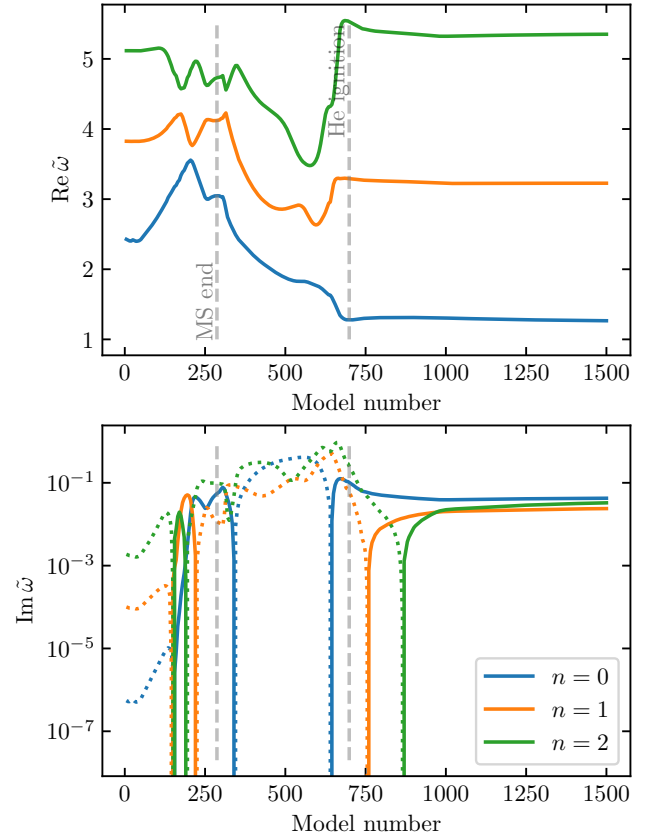 5
4
3
2
1
Re ω̃
MS end
He ignition
0 250 500 750 1000 1250 1500
Model number
10⁻¹
10⁻³
10⁻⁵
10⁻⁷
Im ω̃
n = 0
n = 1
n = 2
0 250 500 750 1000 1250 1500
Model number